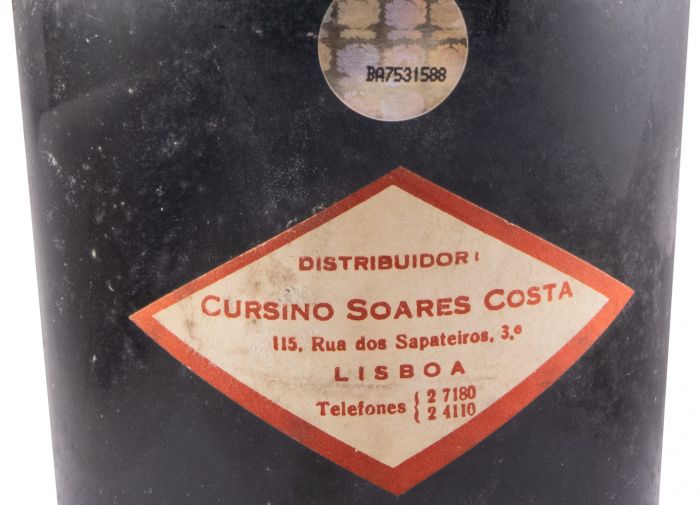 BA7531588
DISTRIBUIDOR:
CURSINO SOARES COSTA
115, Rua dos Sapateiros, 3.º
LISBOA
Telefones { 2 7180
2 4110